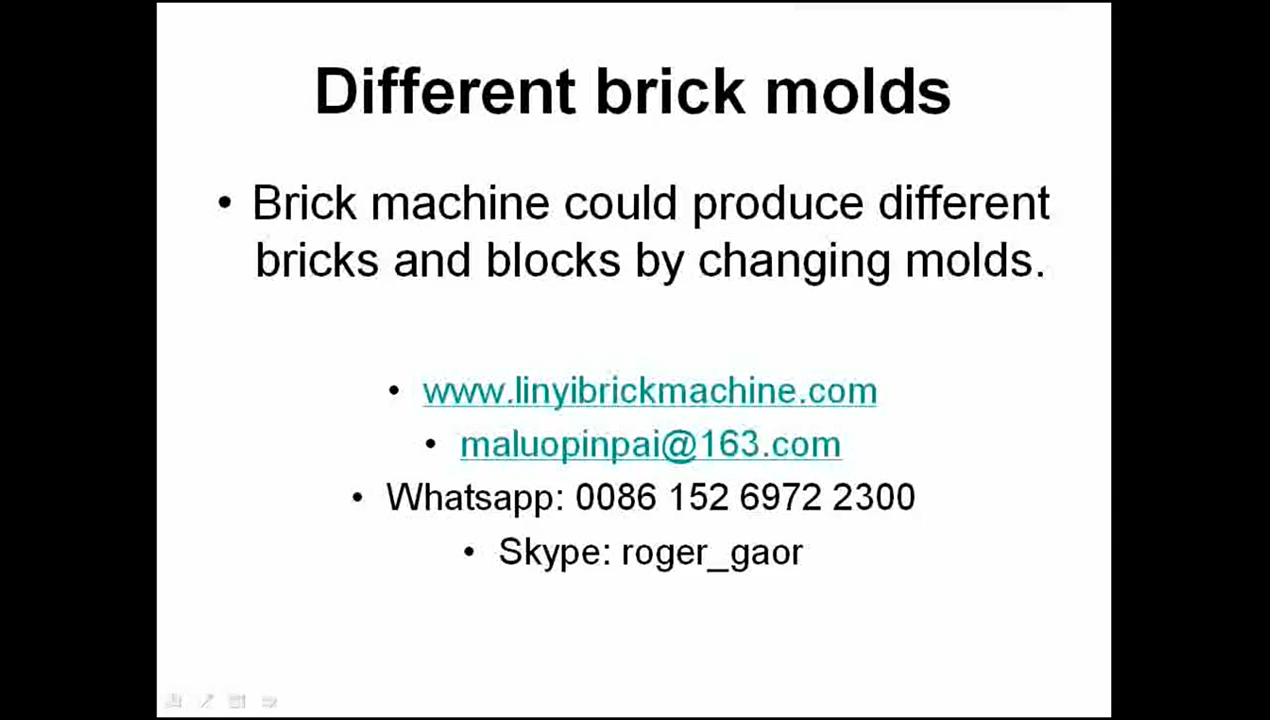 Different brick molds
• Brick machine could produce different
bricks and blocks by changing molds.
• www.linyibrickmachine.com
• maluopinpai@163.com
• Whatsapp: 0086 152 6972 2300
• Skype: roger_gaor